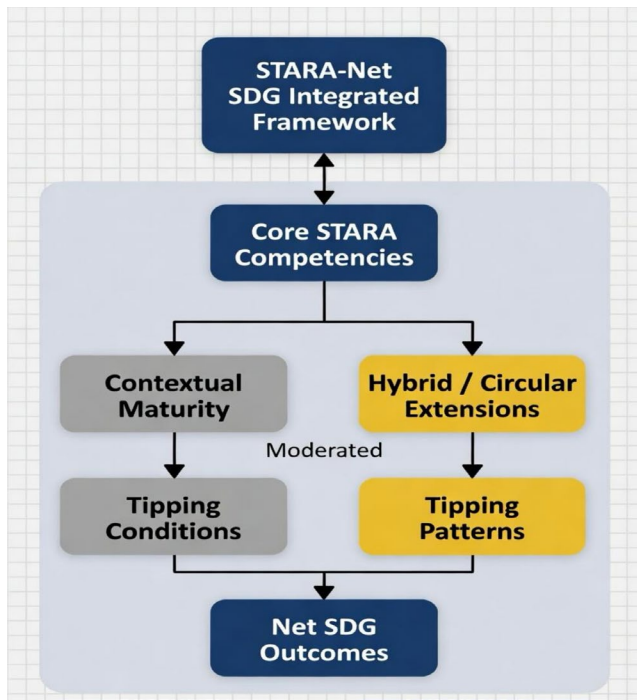 STARA-Net
SDG Integrated
Framework
Core STARA
Competencies
Contextual
Maturity
Hybrid / Circular
Extensions
Moderated
Tipping
Conditions
Tipping
Patterns
Net SDG
Outcomes